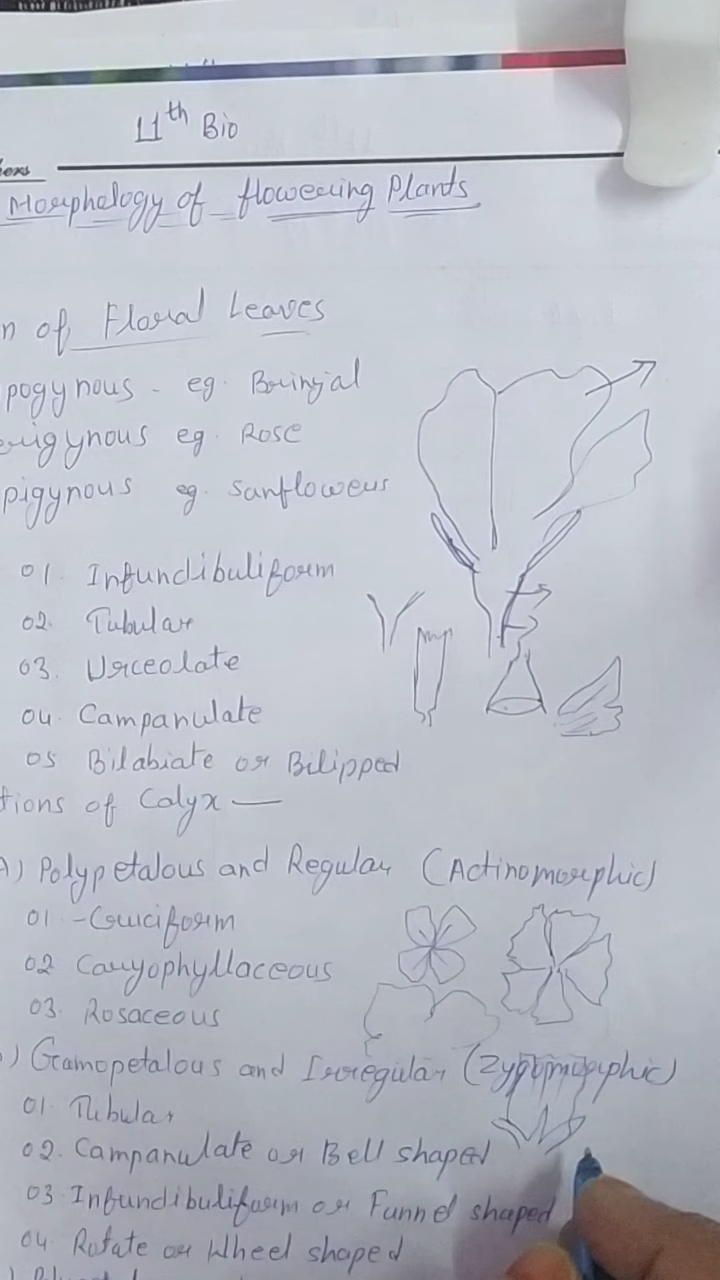 11th Bio
Morphology of flowering Plants
n of Floral Leaves
pogynous - eg. Brinjal
erigynous eg. Rose
pigynous eg. Sanflowers
01. Infundibuliform
02. Tubular
03. Urceolate
04. Campanulate
05 Bilabiate or Bilipped
tions of Calyx —
A) Polypetalous and Regular (Actinomorphic)
01 - Cruciform
02 Caryophyllaceous
03. Rosaceous
) Gamopetalous and Irregular (Zygomorphic)
01. Tubular
02. Campanulate or Bell shaped
03. Infundibuliform or Funnel shaped
04. Rotate or Wheel shaped